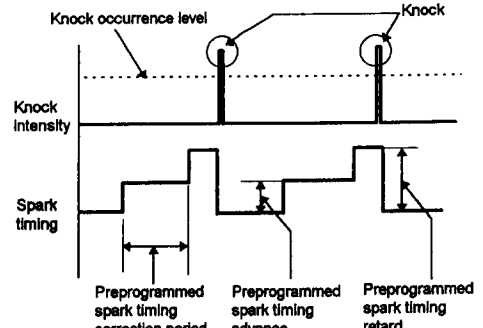 Knock occurrence level
Knock
Knock
intensity
Spark
timing
Preprogrammed
spark timing
correction period
Preprogrammed
spark timing
advance
Preprogrammed
spark timing
retard